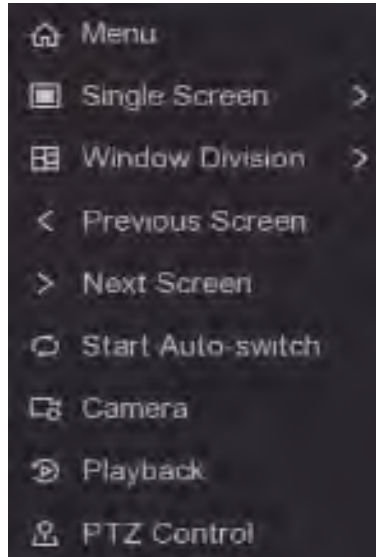 Menu
Single Screen
Window Division
Previous Screen
Next Screen
Start Auto-switch
Camera
Playback
PTZ Control